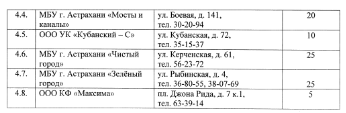 4.4. МБУ г. Астрахани «Мосты и каналы» ул. Боевая, д. 141, тел. 30-20-94 20
4.5. ООО УК «Кубанский – С» ул. Кубанская, д. 72, тел. 35-15-37 10
4.6. МБУ г. Астрахани «Чистый город» ул. Керченская, д. 61, тел. 56-23-72 25
4.7. МБУ г. Астрахани «Зелёный город» ул. Рыбинская, д. 4, тел. 36-80-55, 38-07-69 25
4.8. ООО КФ «Максима» пл. Джона Рида, д. 7 к.1, тел. 63-39-14 5